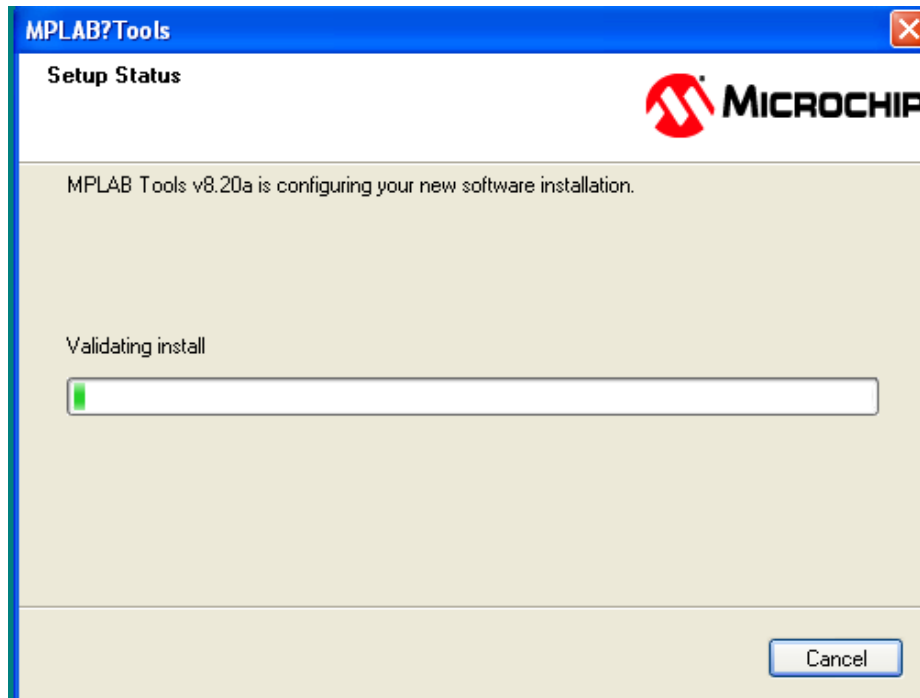 MPLAB?Tools
Setup Status
MICROCHIP
MPLAB Tools v8.20a is configuring your new software installation.
Validating install
Cancel